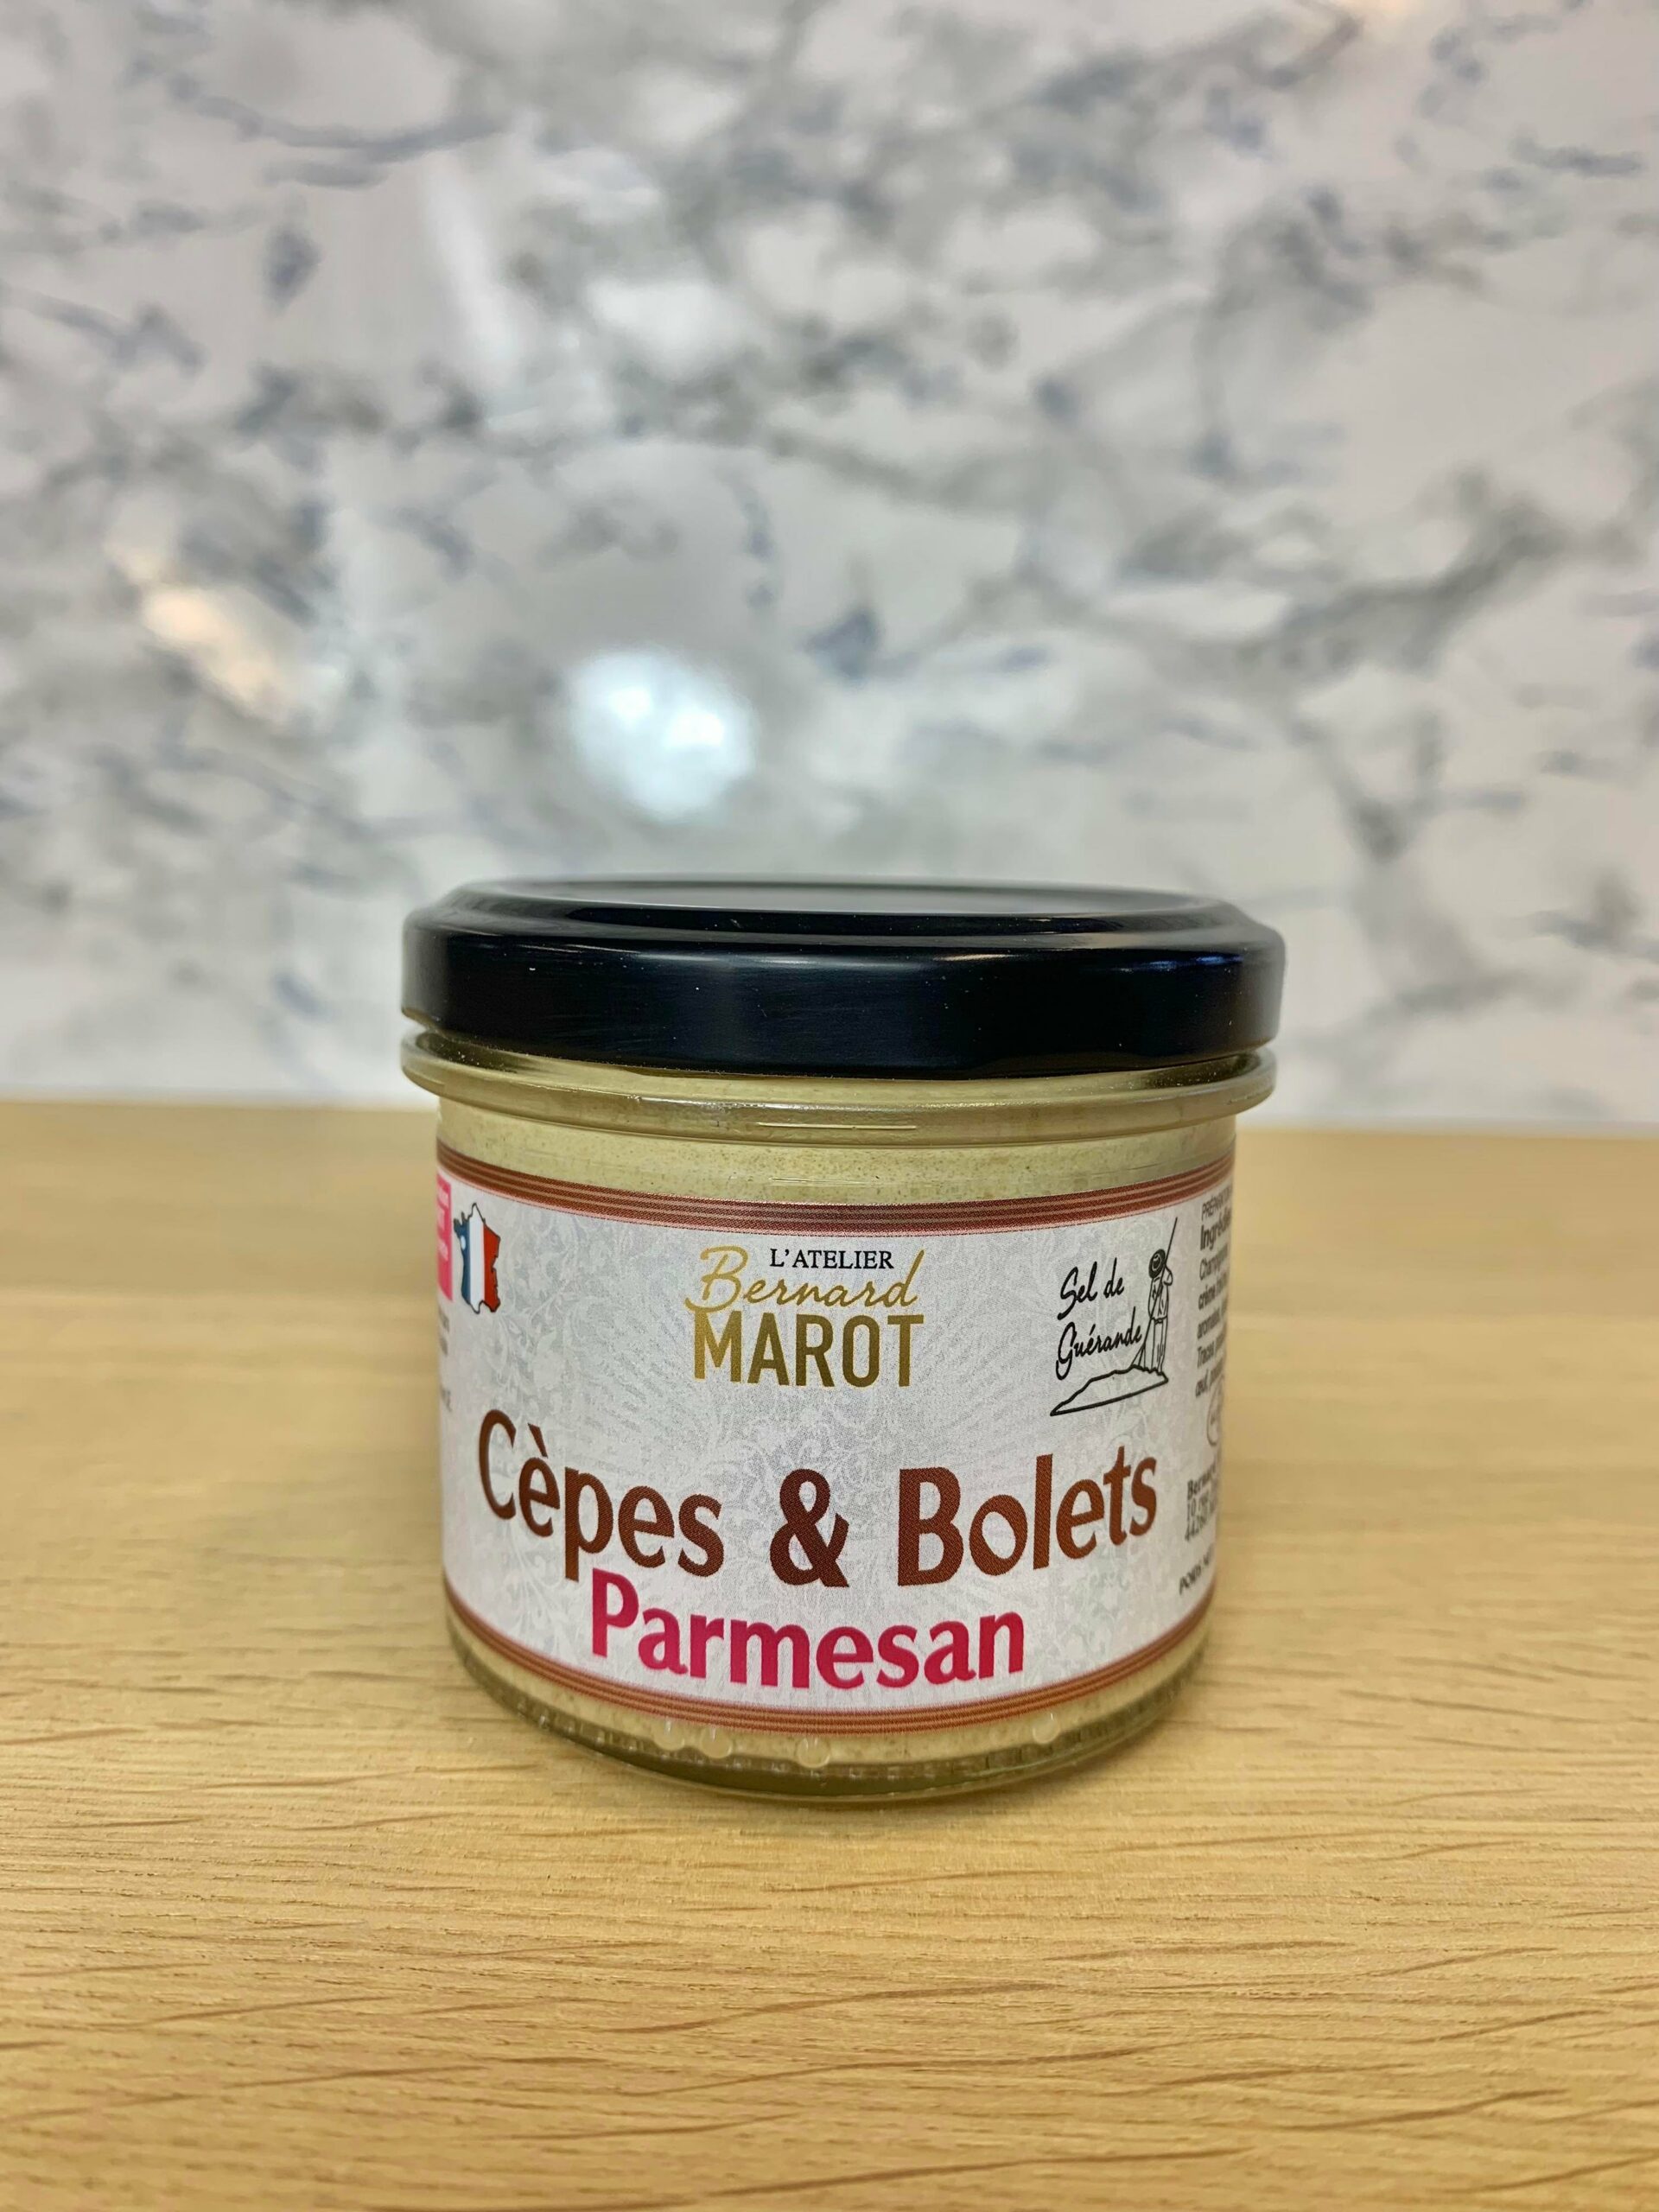 L'ATELIER
Bernard
MAROT
Sel de
Guérande
Cèpes & Bolets
Parmesan